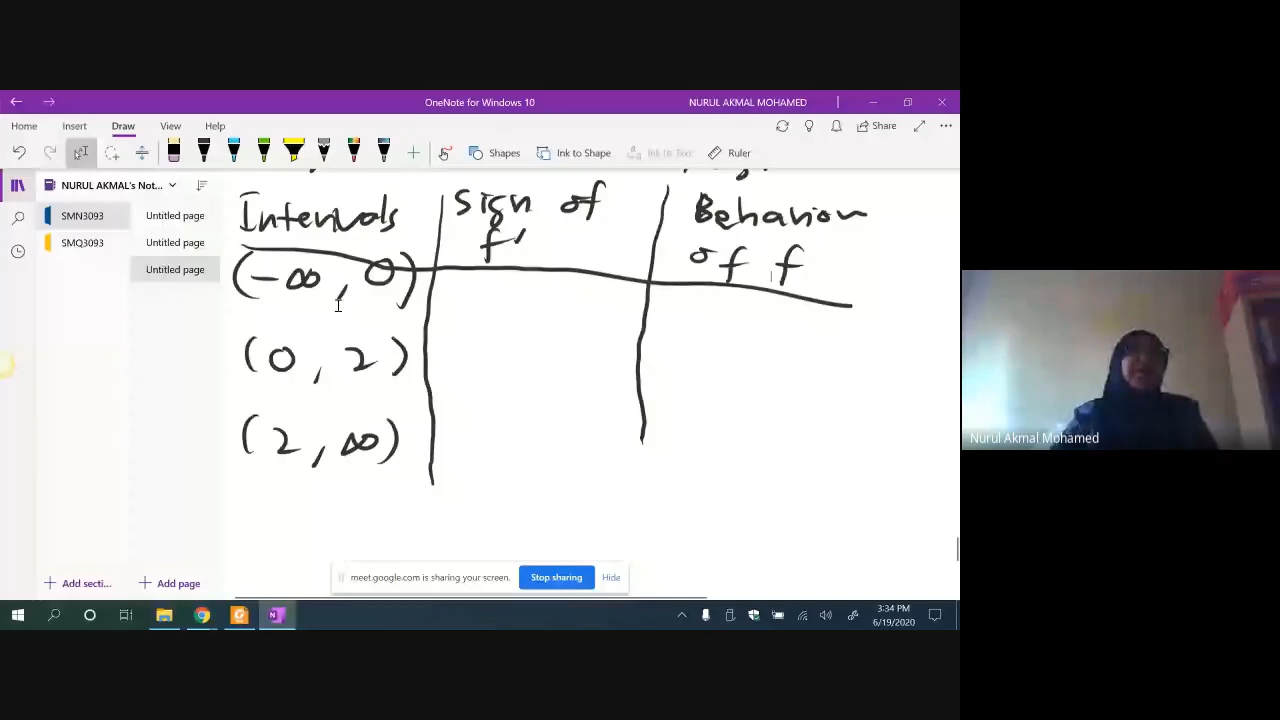 OneNote for Windows 10
NURUL AKMAL MOHAMED
Home Insert Draw View Help
Share
Shapes Ink to Shape Ink to Text Ruler
NURUL AKMAL's Not...
SMN3093
SMQ3093
Untitled page
Untitled page
Untitled page
Intervals Sign of f' Behavior of f
(-∞, 0)
(0, 2)
(2, ∞)
Add secti... Add page
meet.google.com is sharing your screen. Stop sharing Hide
3:34 PM
6/19/2020
Nurul Akmal Mohamed